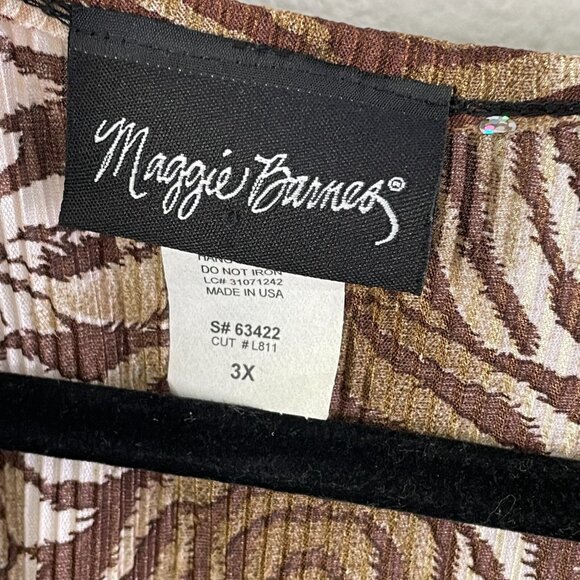 Maggie Barnes®
DO NOT IRON
LC# 31071242
MADE IN USA
S# 63422
CUT # L811
3X